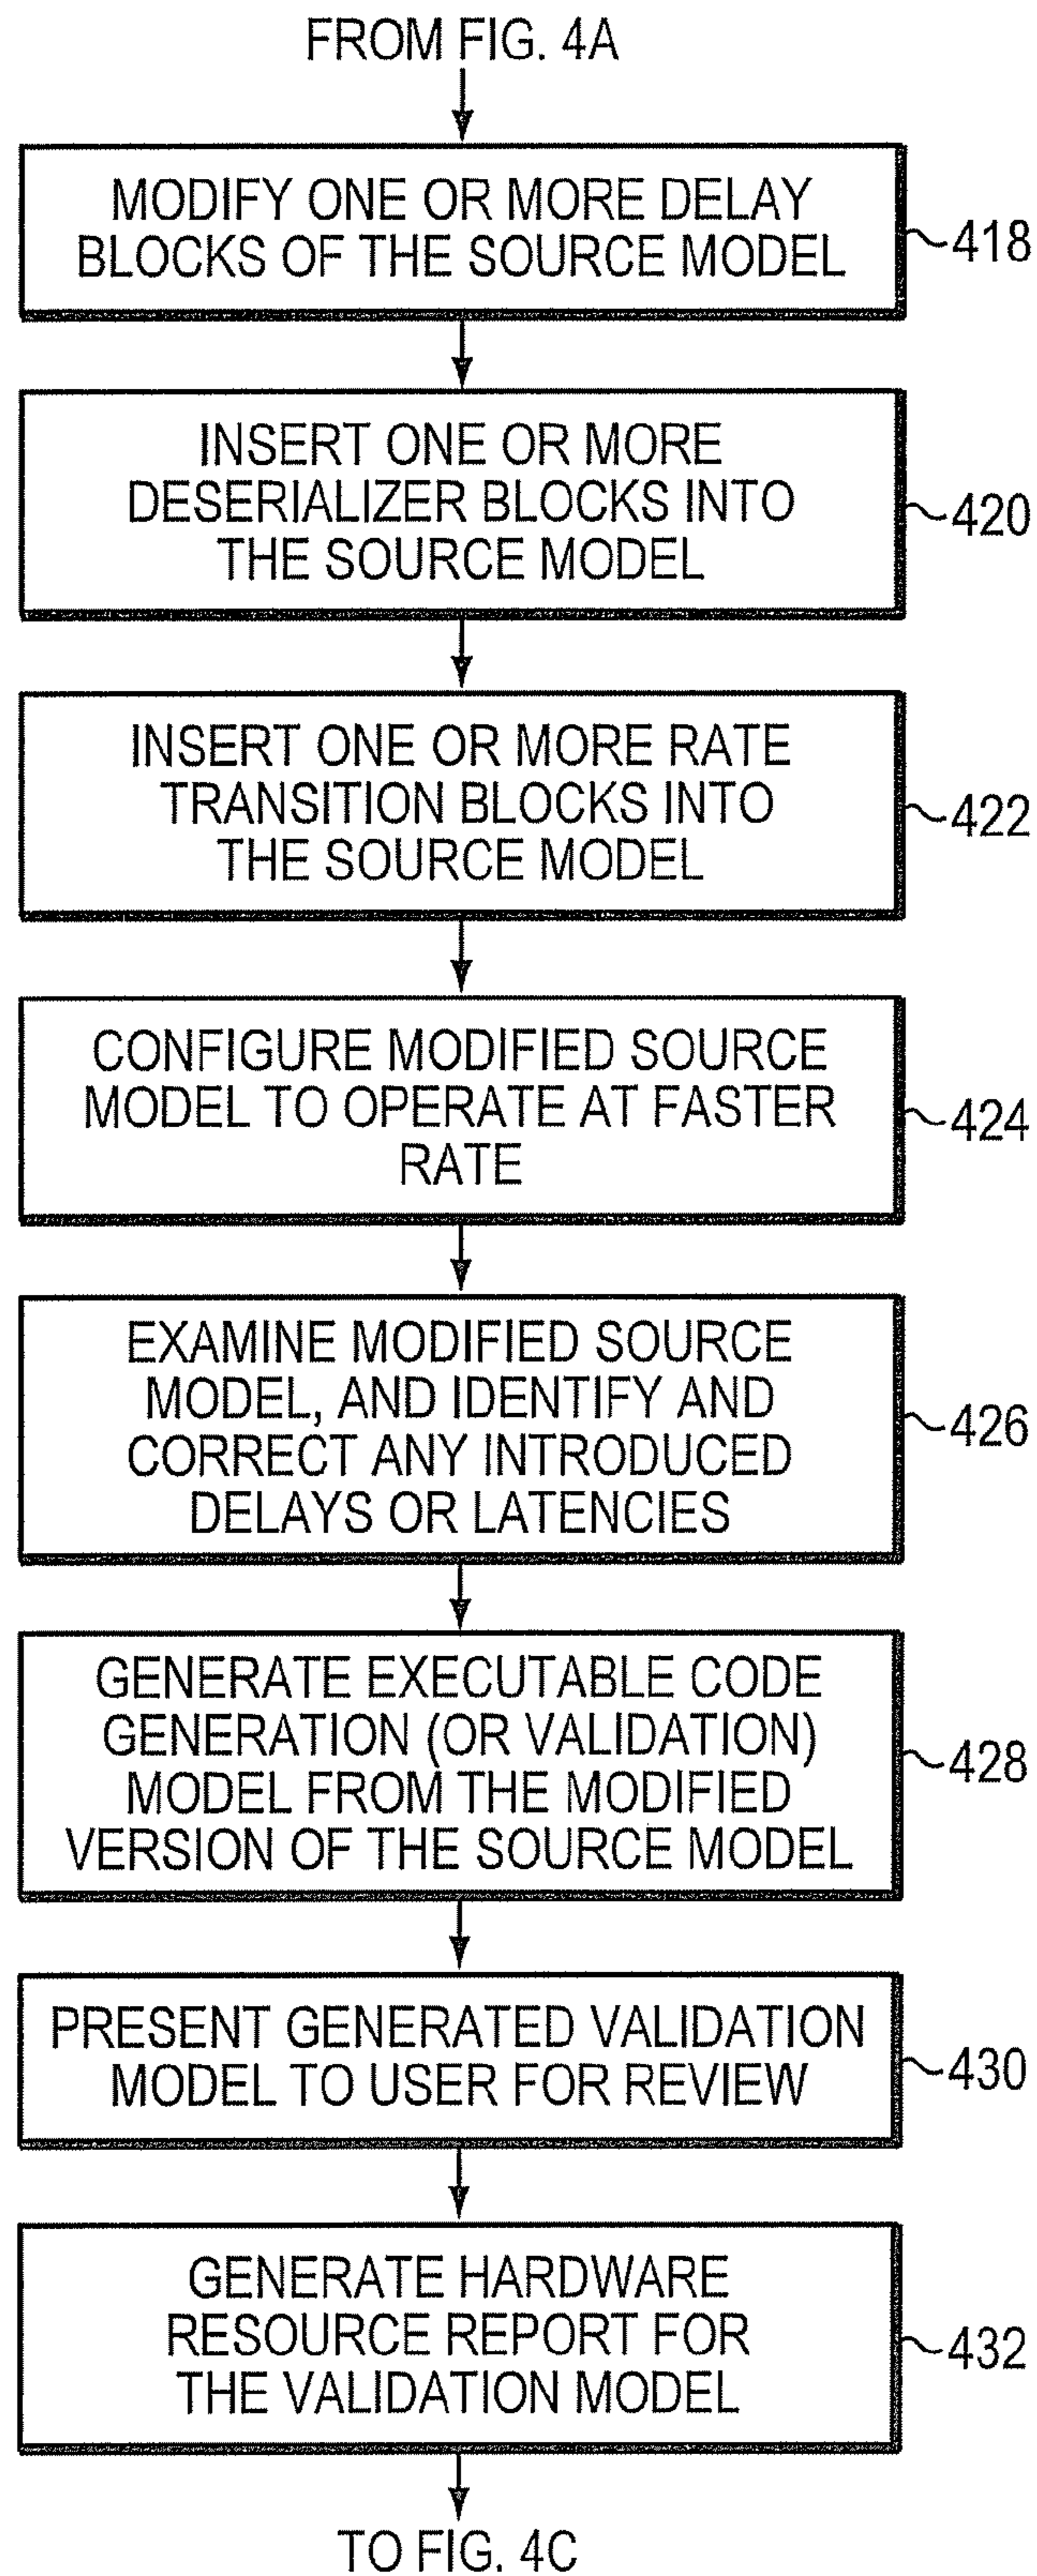 FROM FIG. 4A
MODIFY ONE OR MORE DELAY
BLOCKS OF THE SOURCE MODEL
418
INSERT ONE OR MORE
DESERIALIZER BLOCKS INTO
THE SOURCE MODEL
420
INSERT ONE OR MORE RATE
TRANSITION BLOCKS INTO
THE SOURCE MODEL
422
CONFIGURE MODIFIED SOURCE
MODEL TO OPERATE AT FASTER
RATE
424
EXAMINE MODIFIED SOURCE
MODEL, AND IDENTIFY AND
CORRECT ANY INTRODUCED
DELAYS OR LATENCIES
426
GENERATE EXECUTABLE CODE
GENERATION (OR VALIDATION)
MODEL FROM THE MODIFIED
VERSION OF THE SOURCE MODEL
428
PRESENT GENERATED VALIDATION
MODEL TO USER FOR REVIEW
430
GENERATE HARDWARE
RESOURCE REPORT FOR
THE VALIDATION MODEL
432
TO FIG. 4C